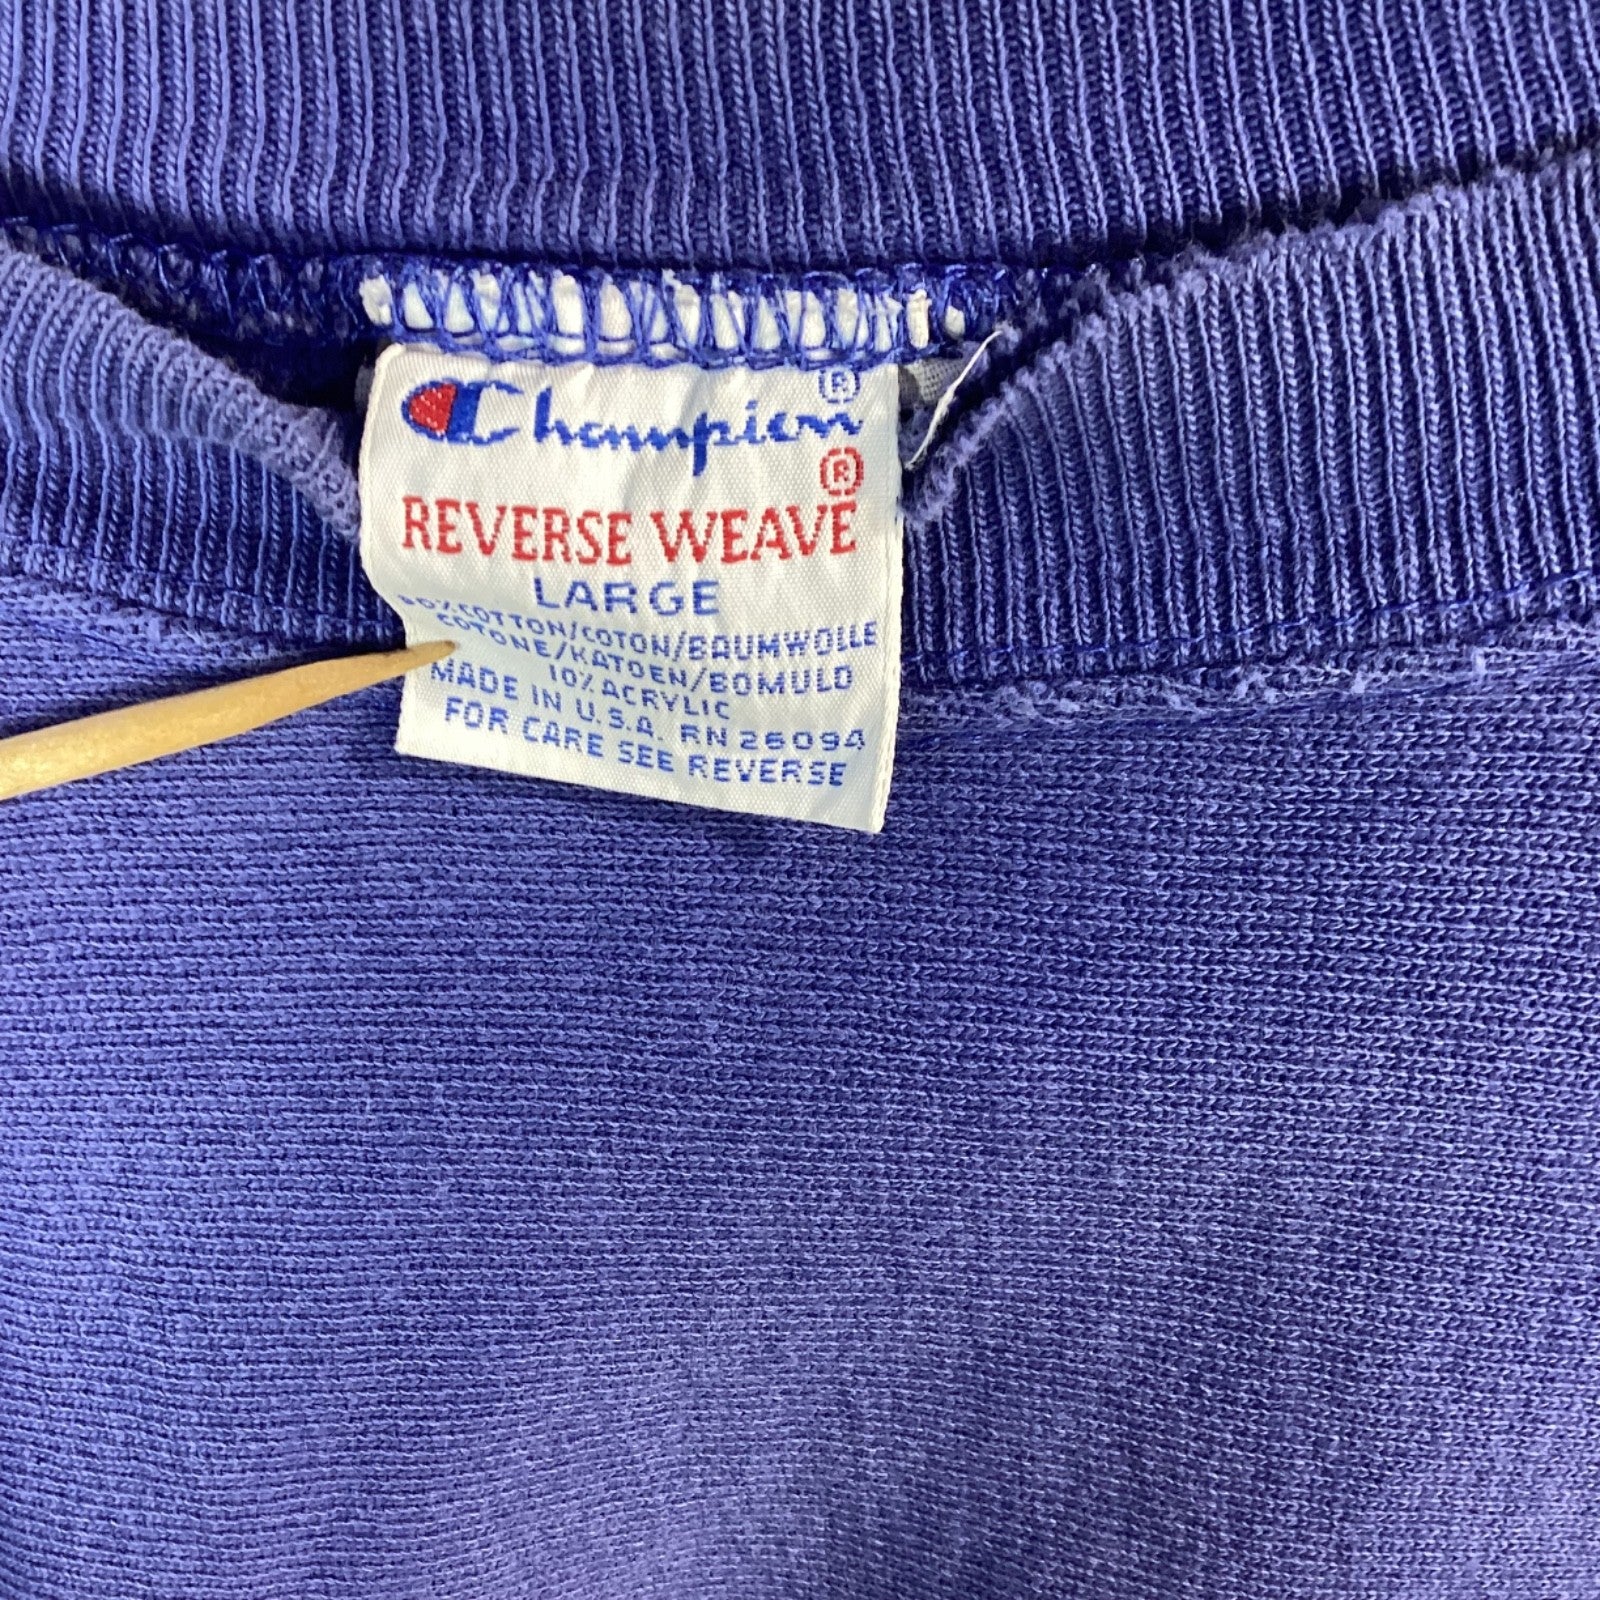 Champion®
®
REVERSE WEAVE
LARGE
90% COTTON/COTON/BAUMWOLLE
COTONE/KATOEN/BOMULD
10% ACRYLIC
MADE IN U.S.A. RN 26094
FOR CARE SEE REVERSE